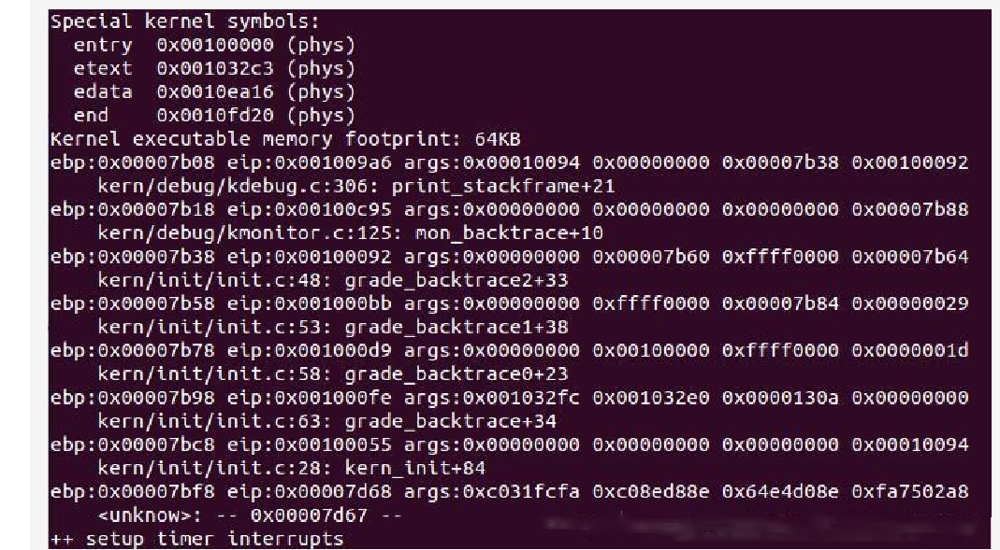 Special kernel symbols:
  entry  0x00100000 (phys)
  etext  0x001032c3 (phys)
  edata  0x0010ea16 (phys)
  end    0x0010fd20 (phys)
Kernel executable memory footprint: 64KB
ebp:0x00007b08 eip:0x001009a6 args:0x00010094 0x00000000 0x00007b38 0x00100092
    kern/debug/kdebug.c:306: print_stackframe+21
ebp:0x00007b18 eip:0x00100c95 args:0x00000000 0x00000000 0x00000000 0x00007b88
    kern/debug/kmonitor.c:125: mon_backtrace+10
ebp:0x00007b38 eip:0x00100092 args:0x00000000 0x00007b60 0xffff0000 0x00007b64
    kern/init/init.c:48: grade_backtrace2+33
ebp:0x00007b58 eip:0x001000bb args:0x00000000 0xffff0000 0x00007b84 0x00000029
    kern/init/init.c:53: grade_backtrace1+38
ebp:0x00007b78 eip:0x001000d9 args:0x00000000 0x00100000 0xffff0000 0x0000001d
    kern/init/init.c:58: grade_backtrace0+23
ebp:0x00007b98 eip:0x001000fe args:0x001032fc 0x001032e0 0x0000130a 0x00000000
    kern/init/init.c:63: grade_backtrace+34
ebp:0x00007bc8 eip:0x00100055 args:0x00000000 0x00000000 0x00000000 0x00010094
    kern/init/init.c:28: kern_init+84
ebp:0x00007bf8 eip:0x00007d68 args:0xc031fcfa 0xc08ed88e 0x64e4d08e 0xfa7502a8
    <unknow>: -- 0x00007d67 --
++ setup timer interrupts